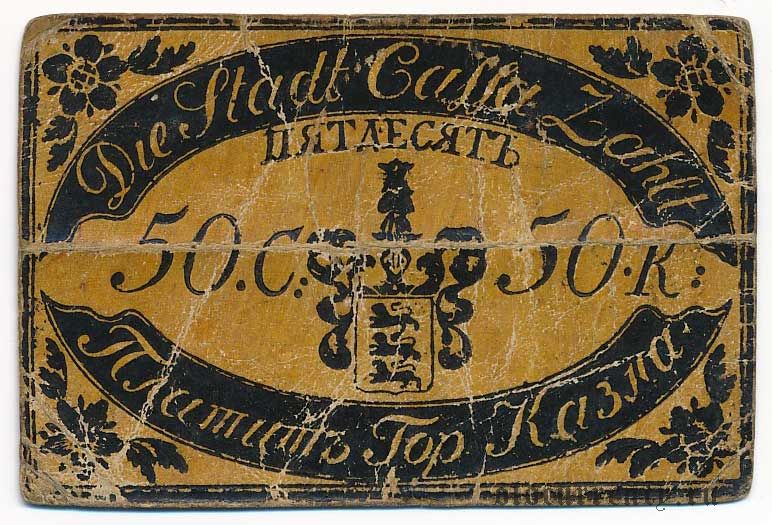 Die Stadt-Cassa Zahlt
ПЯТДЕСЯТЪ
50.C: 50.К:
Платитъ Гор. Казна.